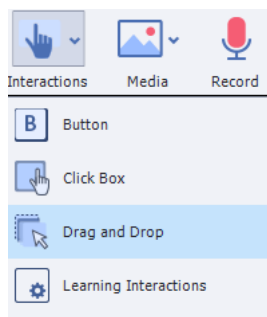 Interactions Media Record
B Button
Click Box
Drag and Drop
Learning Interactions